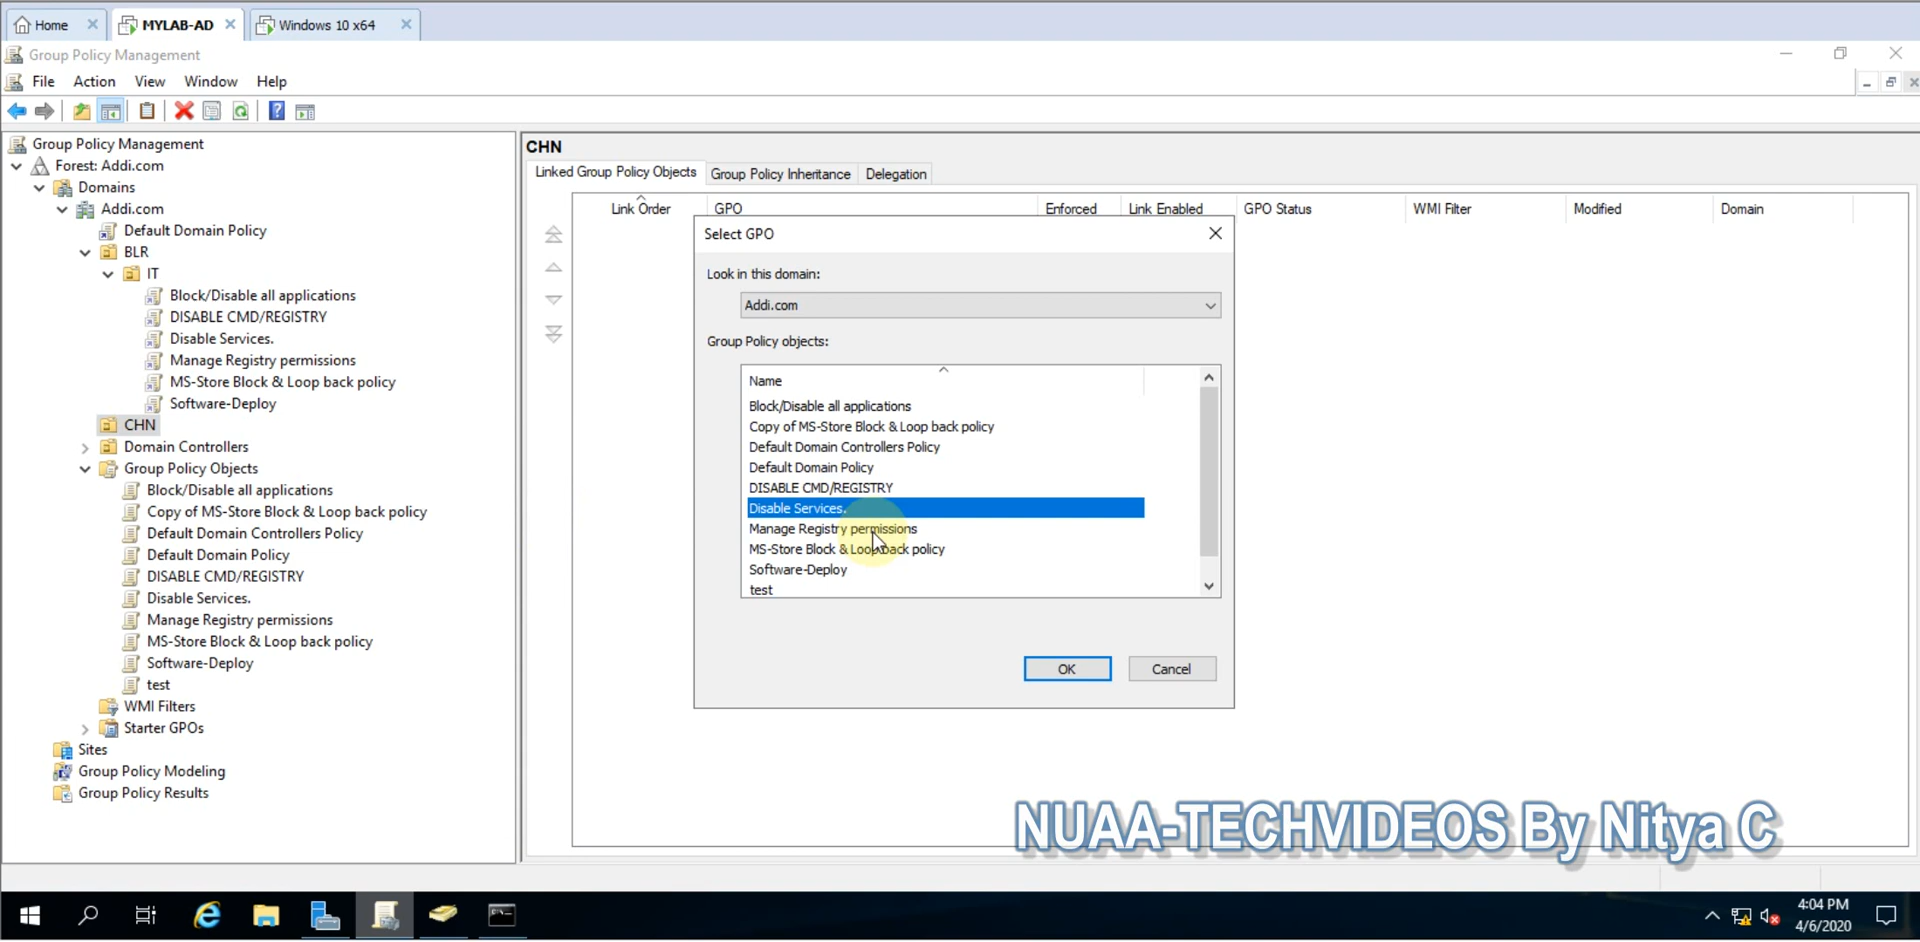 Home
MYLAB-AD
Windows 10 x64
Group Policy Management
File Action View Window Help
Group Policy Management
Forest: Addi.com
Domains
Addi.com
Default Domain Policy
BLR
IT
Block/Disable all applications
DISABLE CMD/REGISTRY
Disable Services.
Manage Registry permissions
MS-Store Block & Loop back policy
Software-Deploy
CHN
Domain Controllers
Group Policy Objects
Block/Disable all applications
Copy of MS-Store Block & Loop back policy
Default Domain Controllers Policy
Default Domain Policy
DISABLE CMD/REGISTRY
Disable Services.
Manage Registry permissions
MS-Store Block & Loop back policy
Software-Deploy
test
WMI Filters
Starter GPOs
Sites
Group Policy Modeling
Group Policy Results
CHN
Linked Group Policy Objects Group Policy Inheritance Delegation
Link Order GPO Enforced Link Enabled GPO Status WMI Filter Modified Domain
Select GPO
Look in this domain:
Addi.com
Group Policy objects:
Name
Block/Disable all applications
Copy of MS-Store Block & Loop back policy
Default Domain Controllers Policy
Default Domain Policy
DISABLE CMD/REGISTRY
Disable Services.
Manage Registry permissions
MS-Store Block & Loop back policy
Software-Deploy
test
OK Cancel
NUAA-TECHVIDEOS By Nitya C
4:04 PM
4/6/2020